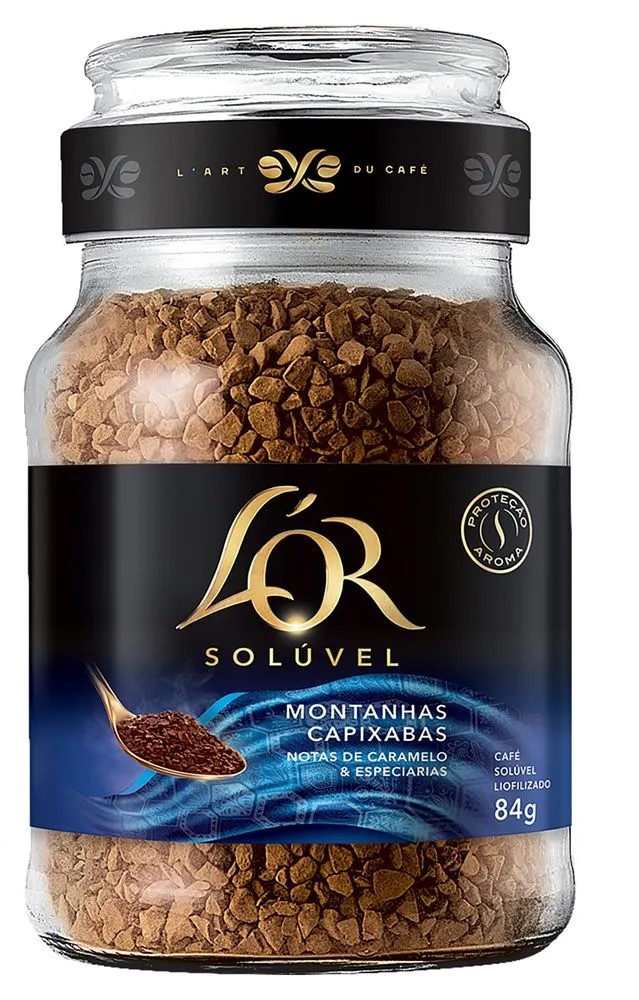 L'ART DU CAFÉ
PROTEÇÃO
AROMA
L'OR
SOLÚVEL
MONTANHAS
CAPIXABAS
NOTAS DE CARAMELO
& ESPECIARIAS
CAFÉ
SOLÚVEL
LIOFILIZADO
84g